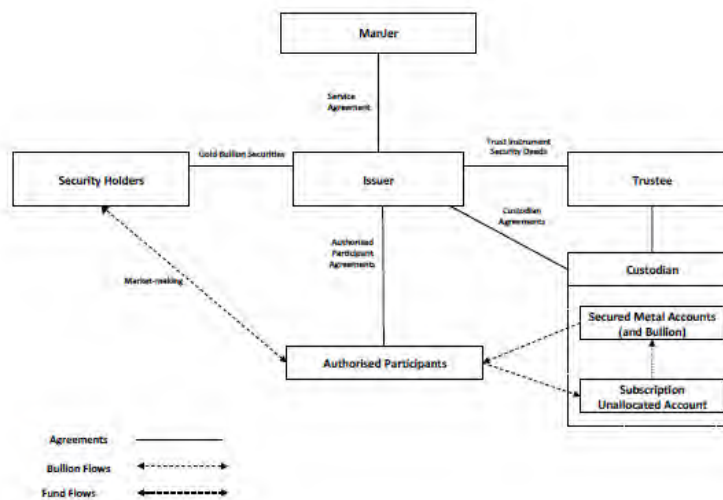 ManJer
Service
Agreement
Gold Bullion Securities
Trust Instrument
Security Deeds
Security Holders
Issuer
Trustee
Custodian
Agreements
Authorised
Participant
Agreements
Custodian
Market-making
Secured Metal Accounts
(and Bullion)
Authorised Participants
Subscription
Unallocated Account
Agreements
Bullion Flows
Fund Flows